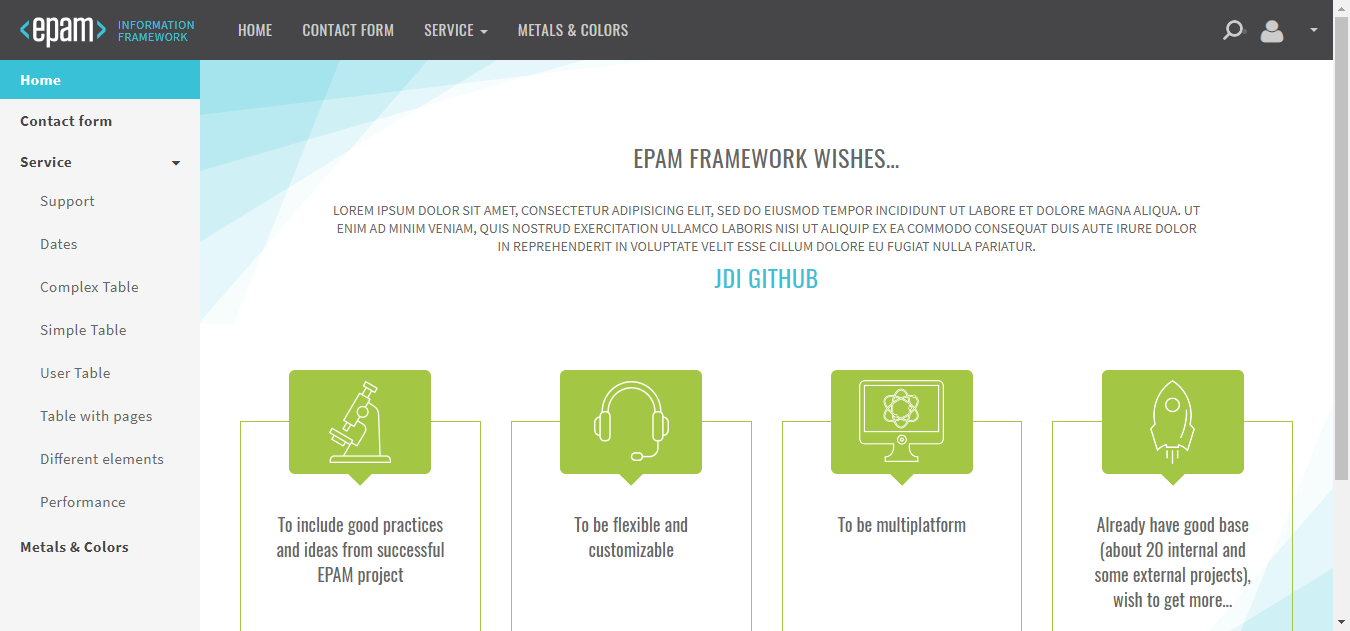 <epam> INFORMATION
FRAMEWORK
HOME CONTACT FORM SERVICE METALS & COLORS
Home
Contact form
Service
Support
Dates
Complex Table
Simple Table
User Table
Table with pages
Different elements
Performance
Metals & Colors
EPAM FRAMEWORK WISHES…
LOREM IPSUM DOLOR SIT AMET, CONSECTETUR ADIPISICING ELIT, SED DO EIUSMOD TEMPOR INCIDIDUNT UT LABORE ET DOLORE MAGNA ALIQUA. UT
ENIM AD MINIM VENIAM, QUIS NOSTRUD EXERCITATION ULLAMCO LABORIS NISI UT ALIQUIP EX EA COMMODO CONSEQUAT DUIS AUTE IRURE DOLOR
IN REPREHENDERIT IN VOLUPTATE VELIT ESSE CILLUM DOLORE EU FUGIAT NULLA PARIATUR.
JDI GITHUB
To include good practices
and ideas from successful
EPAM project
To be flexible and
customizable
To be multiplatform
Already have good base
(about 20 internal and
some external projects),
wish to get more…